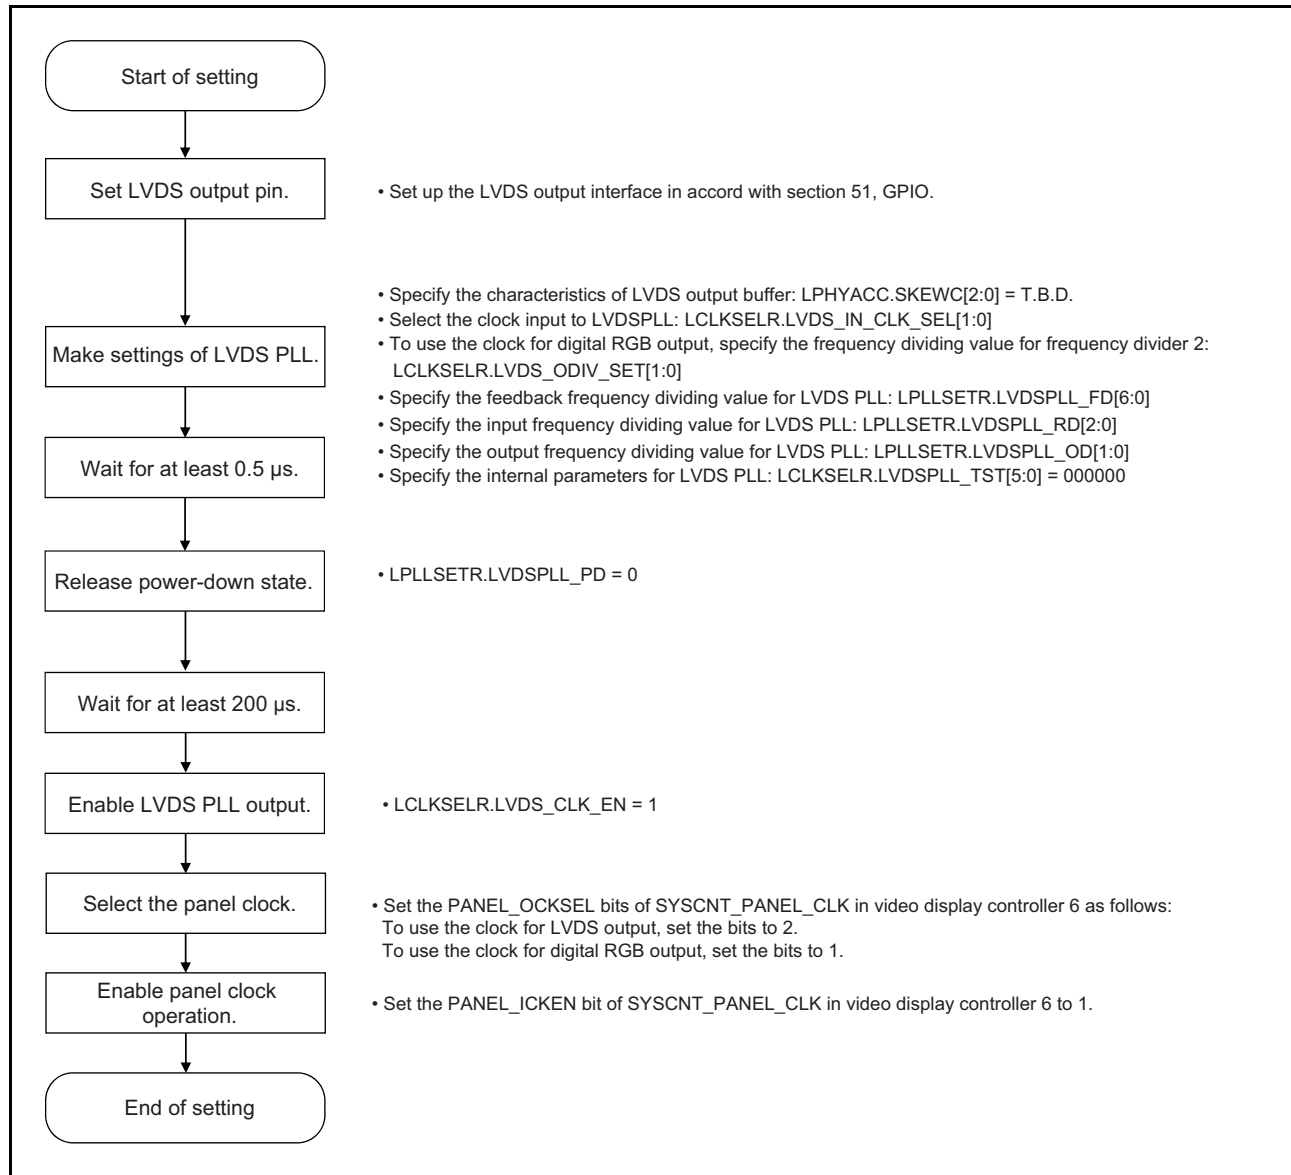 Start of setting
Set LVDS output pin.
• Set up the LVDS output interface in accord with section 51, GPIO.
Make settings of LVDS PLL.
• Specify the characteristics of LVDS output buffer: LPHYACC.SKEWC[2:0] = T.B.D.
• Select the clock input to LVDSPLL: LCLKSELR.LVDS_IN_CLK_SEL[1:0]
• To use the clock for digital RGB output, specify the frequency dividing value for frequency divider 2:
LCLKSELR.LVDS_ODIV_SET[1:0]
• Specify the feedback frequency dividing value for LVDS PLL: LPLLSETR.LVDSPLL_FD[6:0]
• Specify the input frequency dividing value for LVDS PLL: LPLLSETR.LVDSPLL_RD[2:0]
• Specify the output frequency dividing value for LVDS PLL: LPLLSETR.LVDSPLL_OD[1:0]
• Specify the internal parameters for LVDS PLL: LCLKSELR.LVDSPLL_TST[5:0] = 000000
Wait for at least 0.5 µs.
Release power-down state.
• LPLLSETR.LVDSPLL_PD = 0
Wait for at least 200 µs.
Enable LVDS PLL output.
• LCLKSELR.LVDS_CLK_EN = 1
Select the panel clock.
• Set the PANEL_OCKSEL bits of SYSCNT_PANEL_CLK in video display controller 6 as follows:
To use the clock for LVDS output, set the bits to 2.
To use the clock for digital RGB output, set the bits to 1.
Enable panel clock
operation.
• Set the PANEL_ICKEN bit of SYSCNT_PANEL_CLK in video display controller 6 to 1.
End of setting